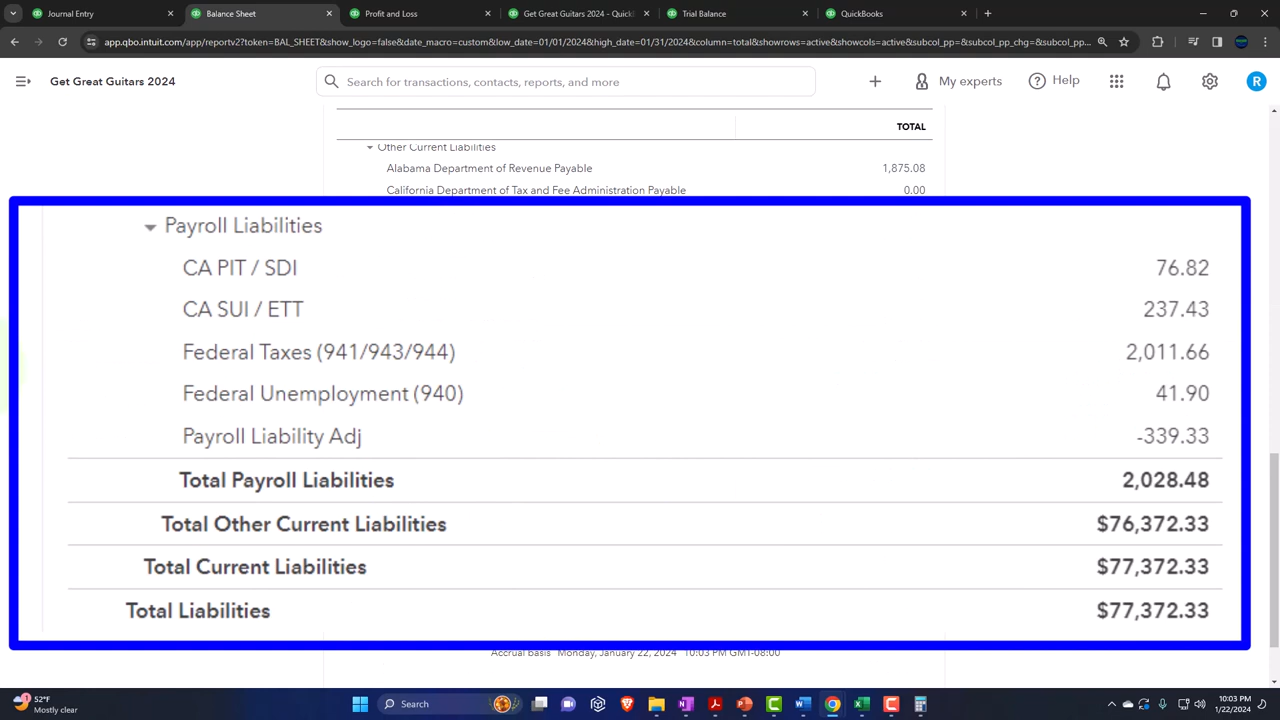 Journal Entry
Balance Sheet
Profit and Loss
Get Great Guitars 2024 - Quick
Trial Balance
QuickBooks
app.qbo.intuit.com/app/reportv2?token=BAL_SHEET&show_logo=false&date_macro=custom&low_date=01/01/2024&high_date=01/31/2024&column=total&showrows=active&showcols=active&subcol_pp=&subcol_pp_chg=&subcol_pp...
Get Great Guitars 2024
Search for transactions, contacts, reports, and more
My experts
Help
R
TOTAL
Other Current Liabilities
Alabama Department of Revenue Payable 1,875.08
California Department of Tax and Fee Administration Payable 0.00
Payroll Liabilities
CA PIT / SDI 76.82
CA SUI / ETT 237.43
Federal Taxes (941/943/944) 2,011.66
Federal Unemployment (940) 41.90
Payroll Liability Adj -339.33
Total Payroll Liabilities 2,028.48
Total Other Current Liabilities $76,372.33
Total Current Liabilities $77,372.33
Total Liabilities $77,372.33
Accrual basis Monday, January 22, 2024 10:03 PM GMT-08:00
1
52°F
Mostly clear
Search
10:03 PM
1/22/2024